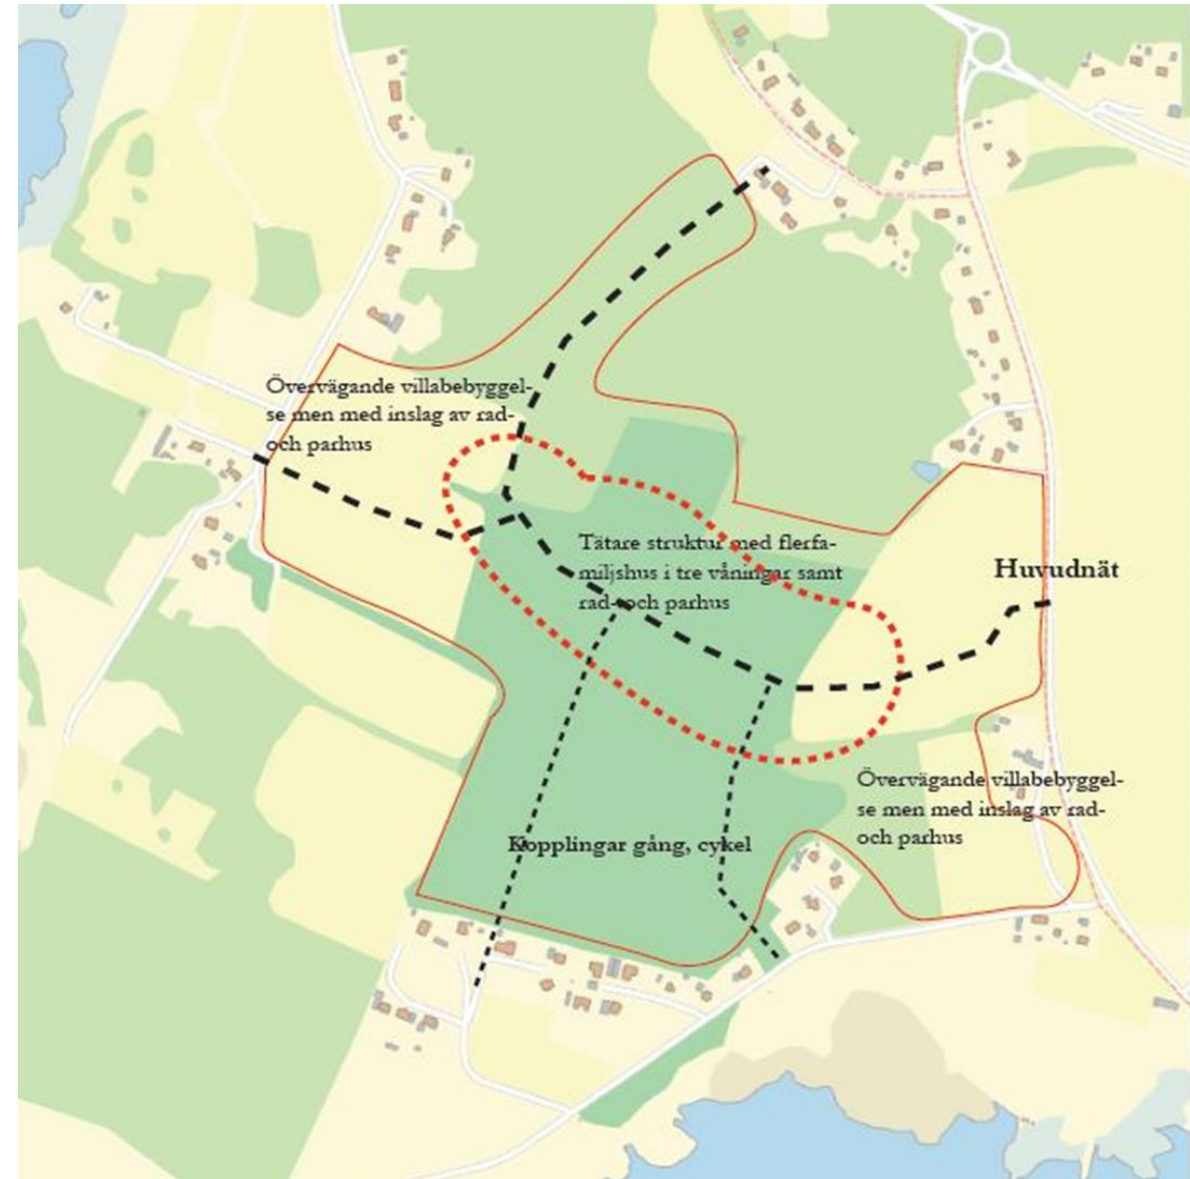 Övervägande villabebyggel-
se men med inslag av rad-
och parhus
Tätare struktur med flerfa-
miljshus i tre våningar samt
rad- och parhus
Huvudnät
Övervägande villabebyggel-
se men med inslag av rad-
och parhus
Kopplingar gång, cykel